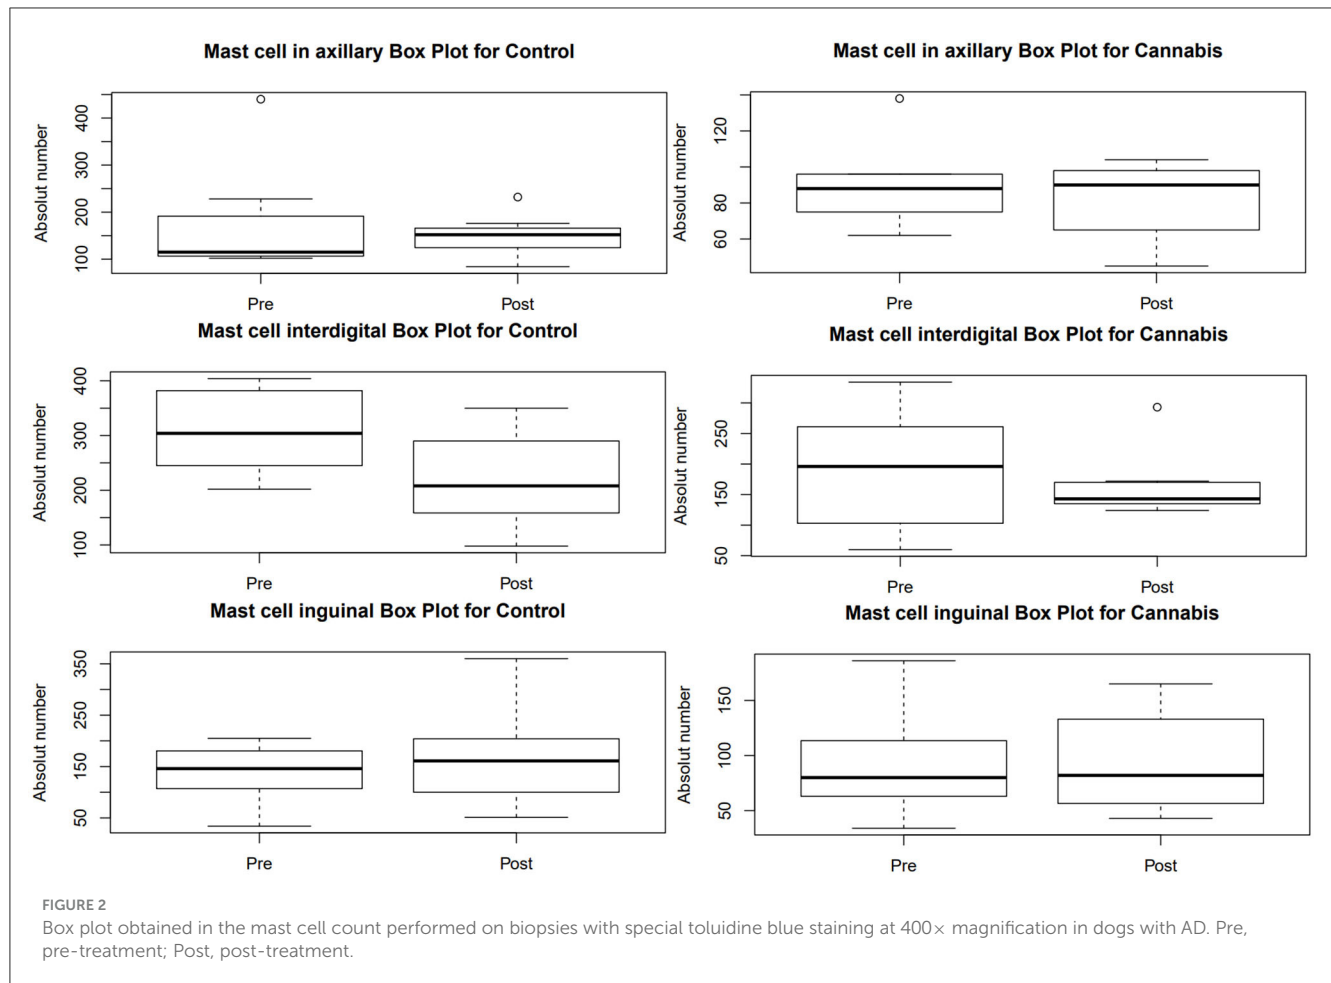 Mast cell in axillary Box Plot for Control
Absolut number
400
300
200
100
Pre
Post
Mast cell in axillary Box Plot for Cannabis
Absolut number
120
80
60
Pre
Post
Mast cell interdigital Box Plot for Control
Absolut number
400
300
200
100
Pre
Post
Mast cell interdigital Box Plot for Cannabis
Absolut number
250
150
50
Pre
Post
Mast cell inguinal Box Plot for Control
Absolut number
350
250
150
50
Pre
Post
Mast cell inguinal Box Plot for Cannabis
Absolut number
150
100
50
Pre
Post
FIGURE 2
Box plot obtained in the mast cell count performed on biopsies with special toluidine blue staining at 400× magnification in dogs with AD. Pre,
pre-treatment; Post, post-treatment.